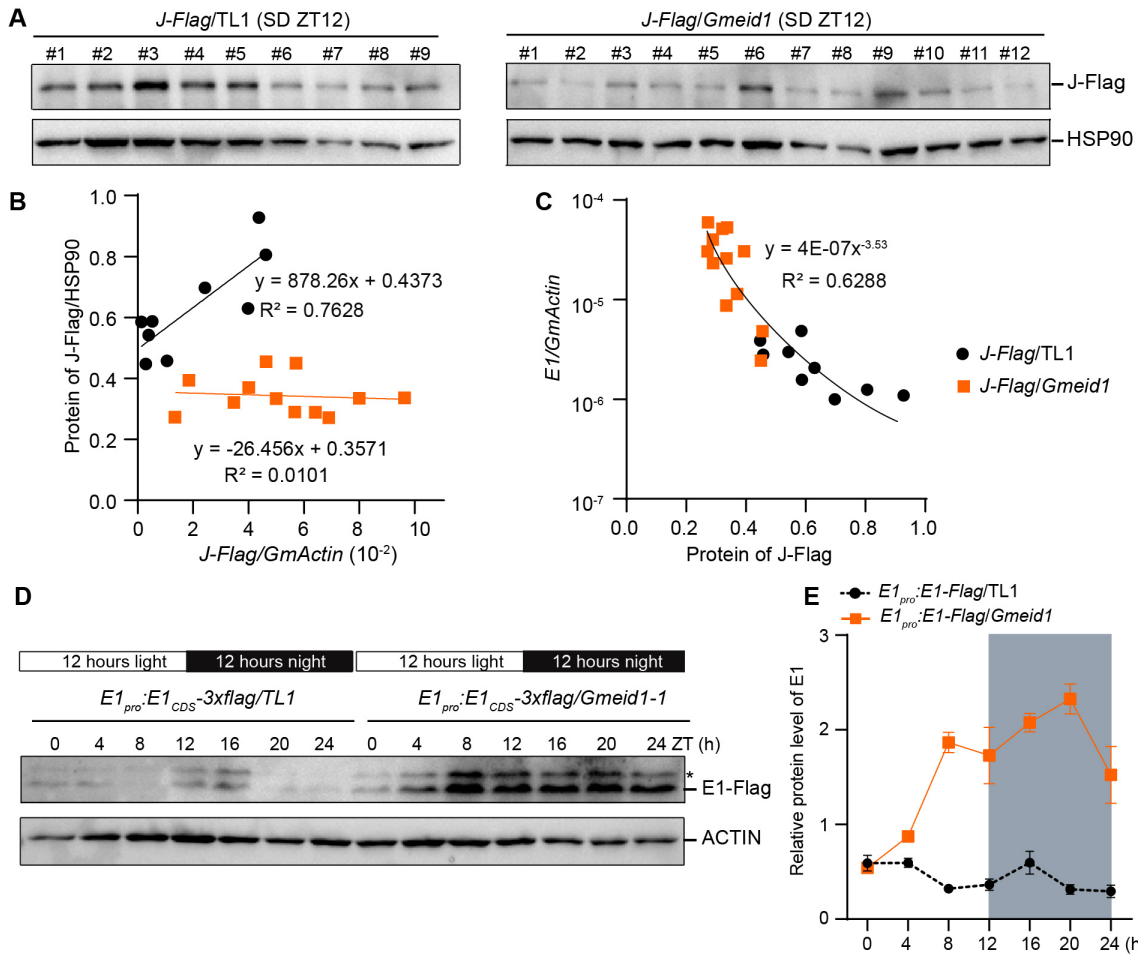 A
J-Flag/TL1 (SD ZT12)
J-Flag/Gmeid1 (SD ZT12)
#1 #2 #3 #4 #5 #6 #7 #8 #9
#1 #2 #3 #4 #5 #6 #7 #8 #9 #10 #11 #12
J-Flag
HSP90
B
Protein of J-Flag/HSP90
1.0
0.8
0.6
0.4
0.2
0.0
y = 878.26x + 0.4373
R² = 0.7628
y = -26.456x + 0.3571
R² = 0.0101
0 2 4 6 8 10
J-Flag/GmActin (10-2)
C
E1/GmActin
10-4
10-5
10-6
10-7
y = 4E-07x-3.53
R² = 0.6288
0.0 0.2 0.4 0.6 0.8 1.0
Protein of J-Flag
J-Flag/TL1
J-Flag/Gmeid1
D
12 hours light 12 hours night 12 hours light 12 hours night
E1pro:E1CDS-3xflag/TL1
E1pro:E1CDS-3xflag/Gmeid1-1
0 4 8 12 16 20 24 0 4 8 12 16 20 24 ZT (h)
*
E1-Flag
ACTIN
E
E1pro:E1-Flag/TL1
E1pro:E1-Flag/Gmeid1
Relative protein level of E1
3
2
1
0
0 4 8 12 16 20 24 (h